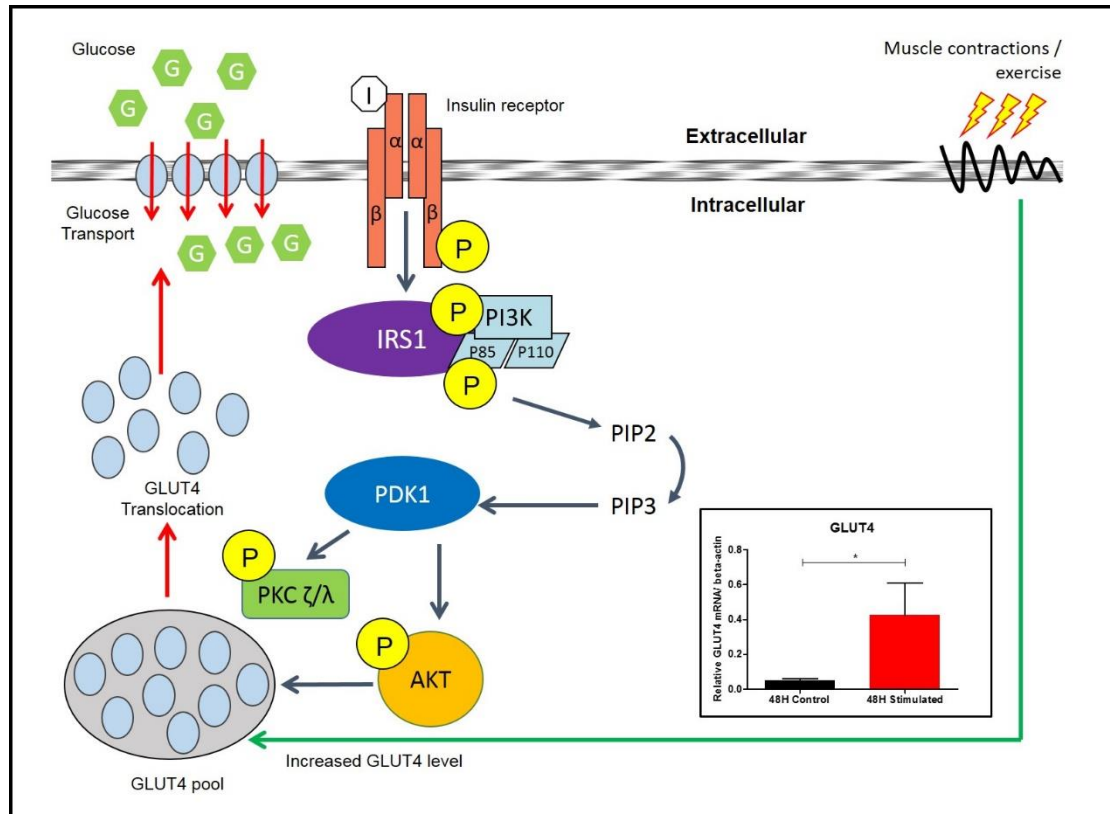 Glucose
G
G
G
G
G
Glucose
Transport
G
G
G
I
Insulin receptor
α
α
β
β
P
Extracellular
Intracellular
Muscle contractions /
exercise
IRS1
P
PI3K
P85
P110
P
PIP2
PIP3
PDK1
P
PKC ζ/λ
P
AKT
GLUT4
Translocation
GLUT4 pool
Increased GLUT4 level
GLUT4
Relative GLUT4 mRNA/ beta-actin
0.8
0.6
0.4
0.2
0.0
*
48H Control
48H Stimulated